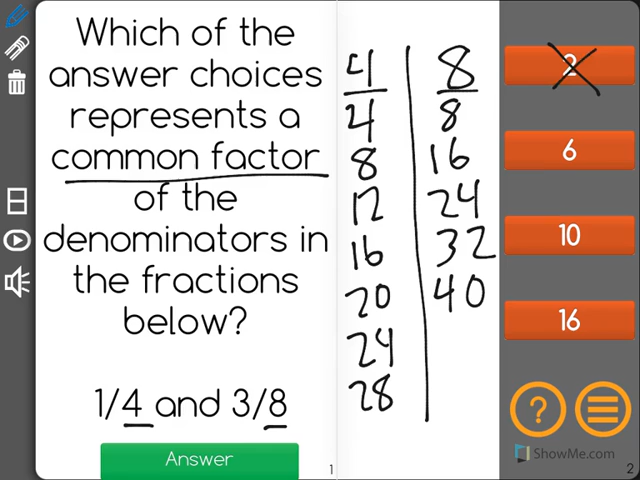 Which of the
answer choices
represents a
common factor
of the
denominators in
the fractions
below?
1/4 and 3/8
Answer
1
4 8
4 8
8 16
12 24
16 32
20 40
24
28
2
6
10
16
?
ShowMe.com
2